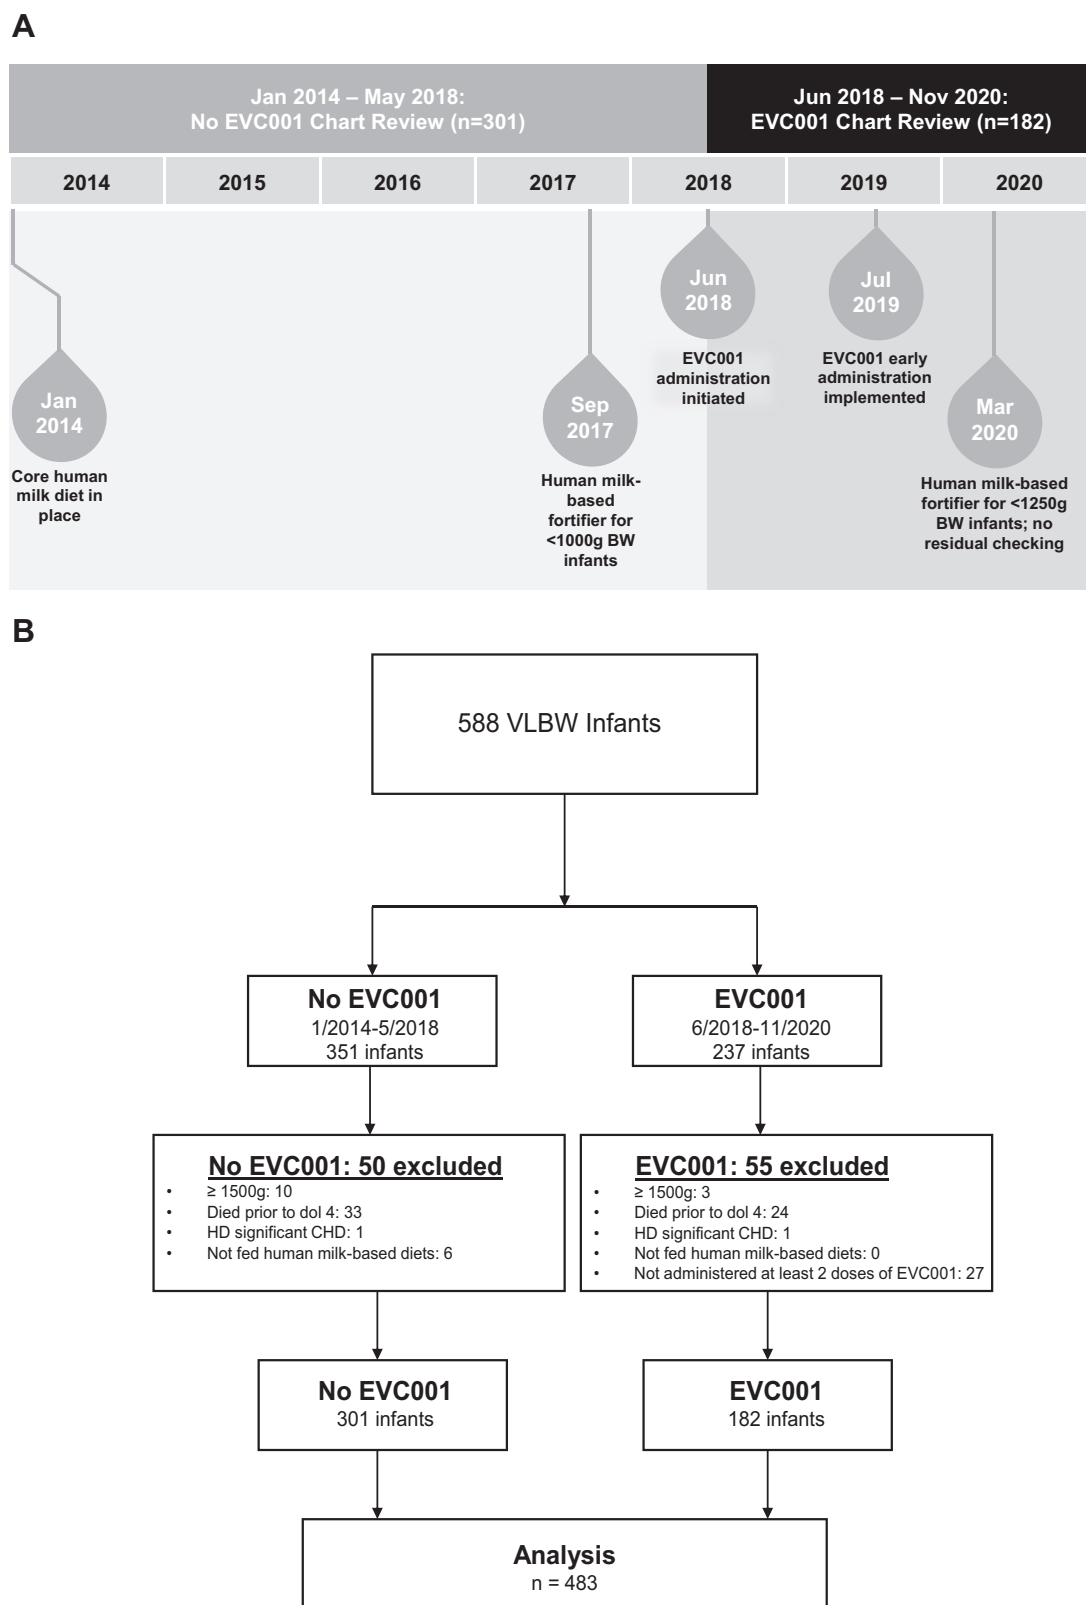 A
Jan 2014 – May 2018:
No EVC001 Chart Review (n=301)
Jun 2018 – Nov 2020:
EVC001 Chart Review (n=182)
2014
2015
2016
2017
2018
2019
2020
Jan
2014
Core human
milk diet in
place
Sep
2017
Human milk-
based
fortifier for
<1000g BW
infants
Jun
2018
EVC001
administration
initiated
Jul
2019
EVC001 early
administration
implemented
Mar
2020
Human milk-based
fortifier for <1250g
BW infants; no
residual checking
B
588 VLBW Infants
No EVC001
1/2014-5/2018
351 infants
EVC001
6/2018-11/2020
237 infants
No EVC001: 50 excluded
• ≥ 1500g: 10
• Died prior to dol 4: 33
• HD significant CHD: 1
• Not fed human milk-based diets: 6
EVC001: 55 excluded
• ≥ 1500g: 3
• Died prior to dol 4: 24
• HD significant CHD: 1
• Not fed human milk-based diets: 0
• Not administered at least 2 doses of EVC001: 27
No EVC001
301 infants
EVC001
182 infants
Analysis
n = 483